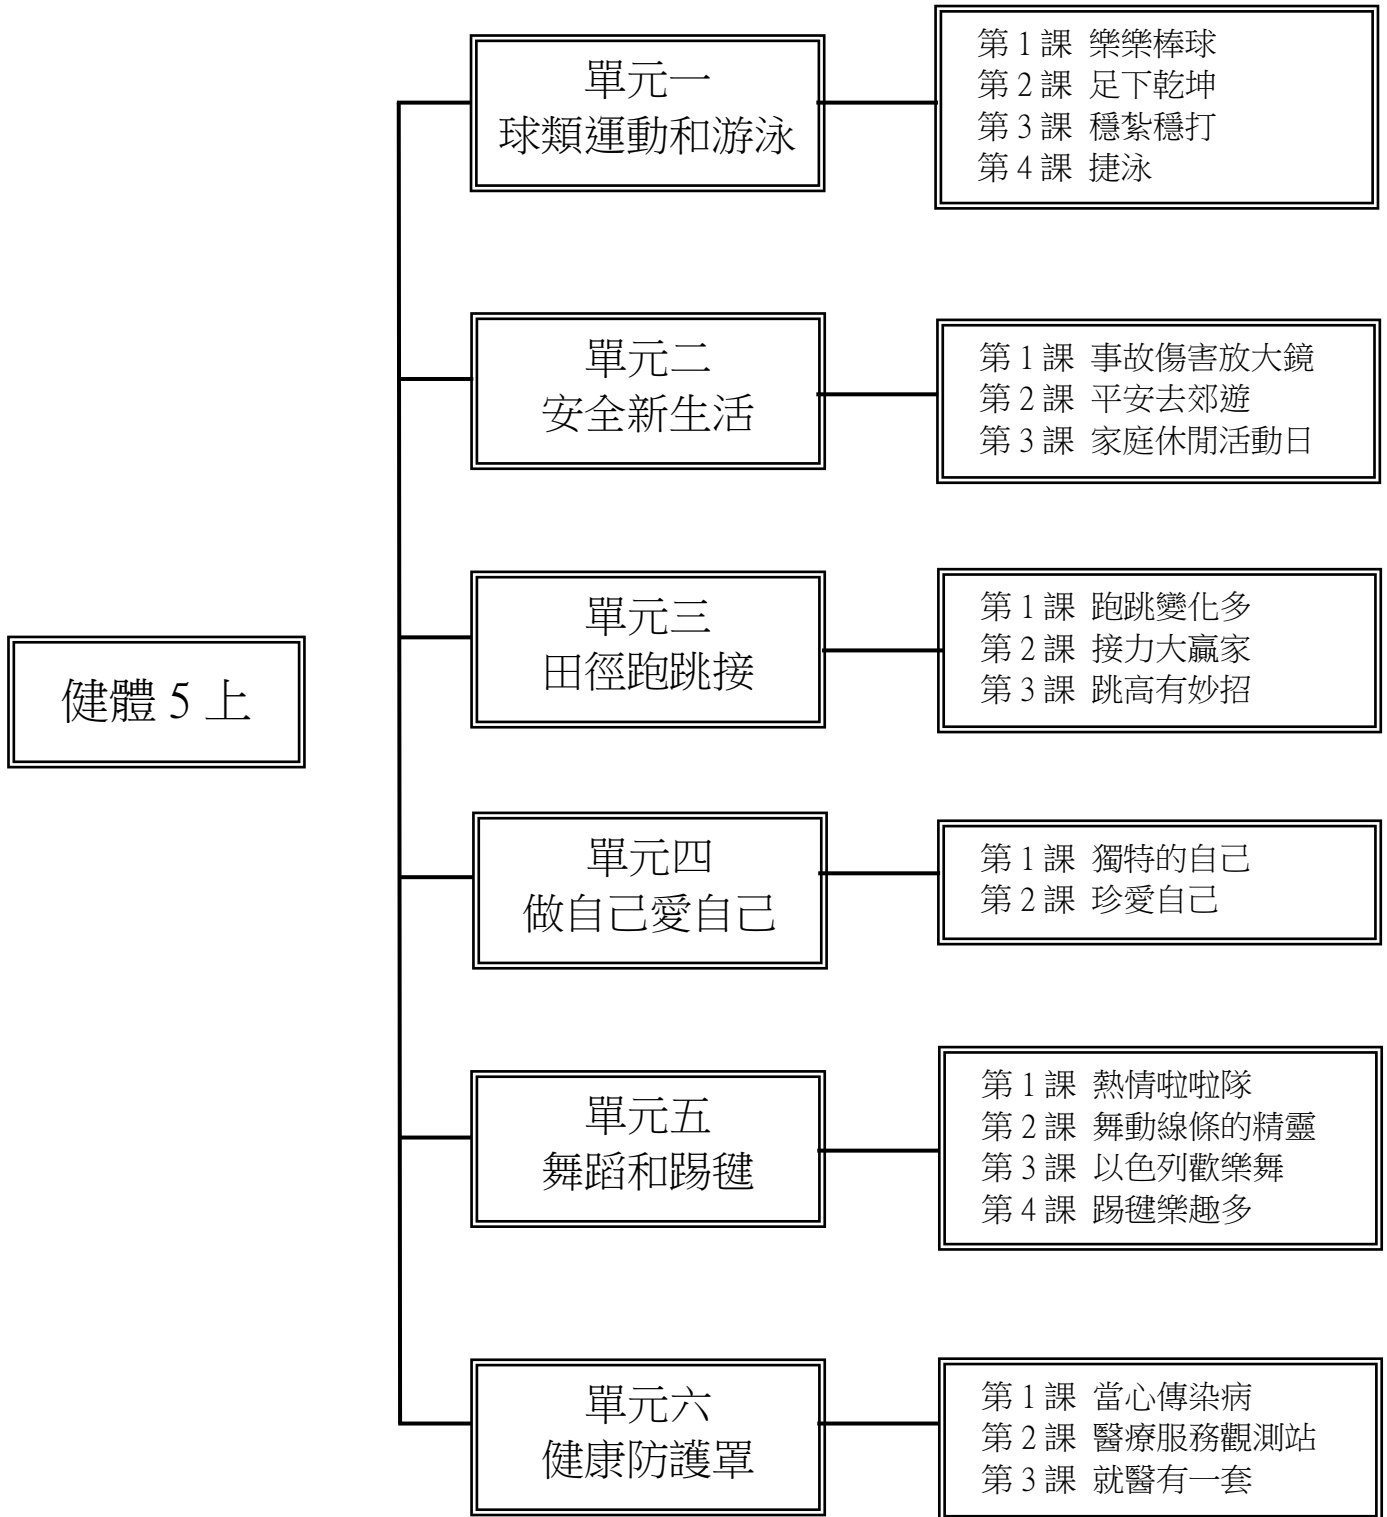 健體 5 上
單元一
球類運動和游泳
第 1 課 樂樂棒球
第 2 課 足下乾坤
第 3 課 穩紮穩打
第 4 課 捷泳
單元二
安全新生活
第 1 課 事故傷害放大鏡
第 2 課 平安去郊遊
第 3 課 家庭休閒活動日
單元三
田徑跑跳接
第 1 課 跑跳變化多
第 2 課 接力大贏家
第 3 課 跳高有妙招
單元四
做自己愛自己
第 1 課 獨特的自己
第 2 課 珍愛自己
單元五
舞蹈和踢毽
第 1 課 熱情啦啦隊
第 2 課 舞動線條的精靈
第 3 課 以色列歡樂舞
第 4 課 踢毽樂趣多
單元六
健康防護罩
第 1 課 當心傳染病
第 2 課 醫療服務觀測站
第 3 課 就醫有一套